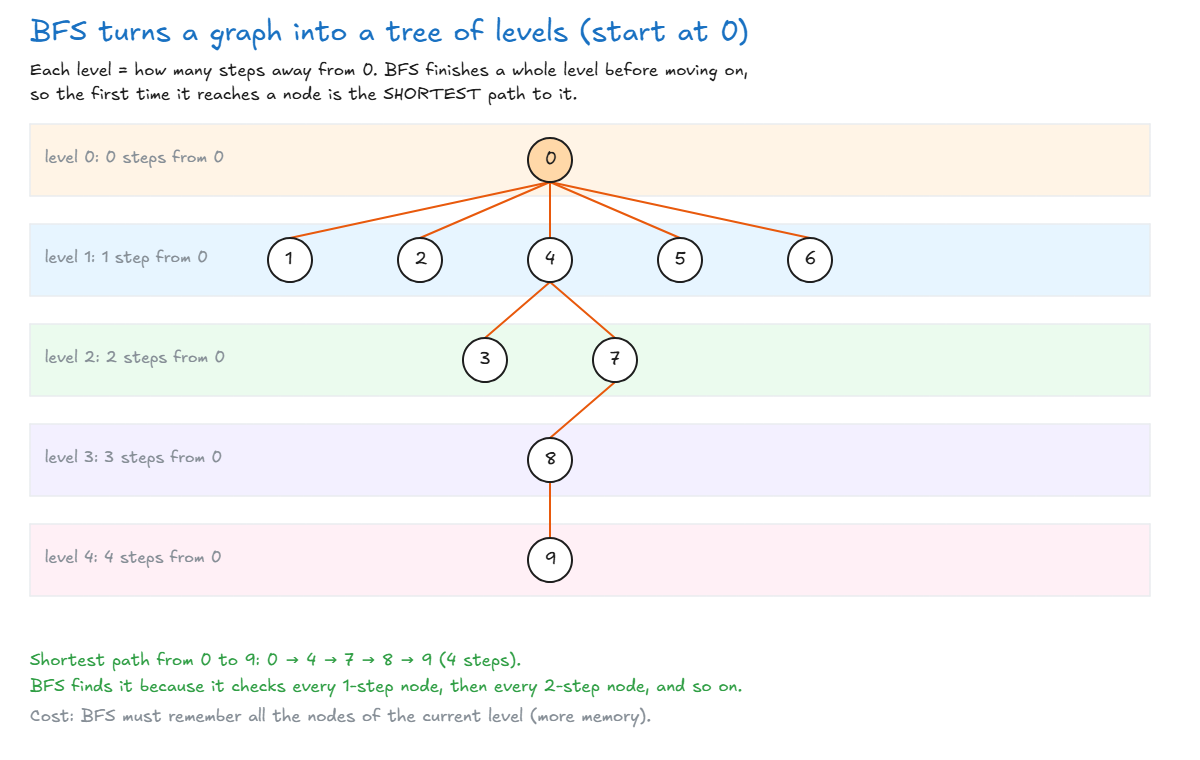 BFS turns a graph into a tree of levels (start at 0)
Each level = how many steps away from 0. BFS finishes a whole level before moving on,
so the first time it reaches a node is the SHORTEST path to it.
level 0: 0 steps from 0
0
level 1: 1 step from 0
1
2
4
5
6
level 2: 2 steps from 0
3
7
level 3: 3 steps from 0
8
level 4: 4 steps from 0
9
Shortest path from 0 to 9: 0 → 4 → 7 → 8 → 9 (4 steps).
BFS finds it because it checks every 1-step node, then every 2-step node, and so on.
Cost: BFS must remember all the nodes of the current level (more memory).